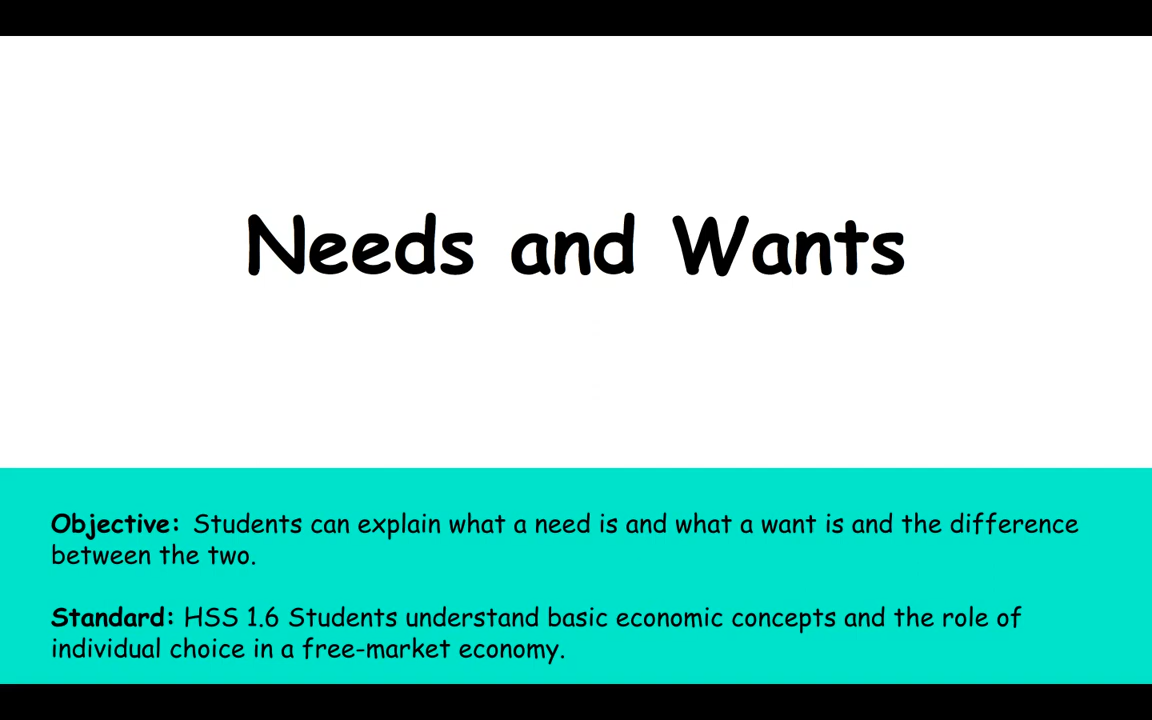 Needs and Wants
Objective: Students can explain what a need is and what a want is and the difference
between the two.
Standard: HSS 1.6 Students understand basic economic concepts and the role of
individual choice in a free-market economy.